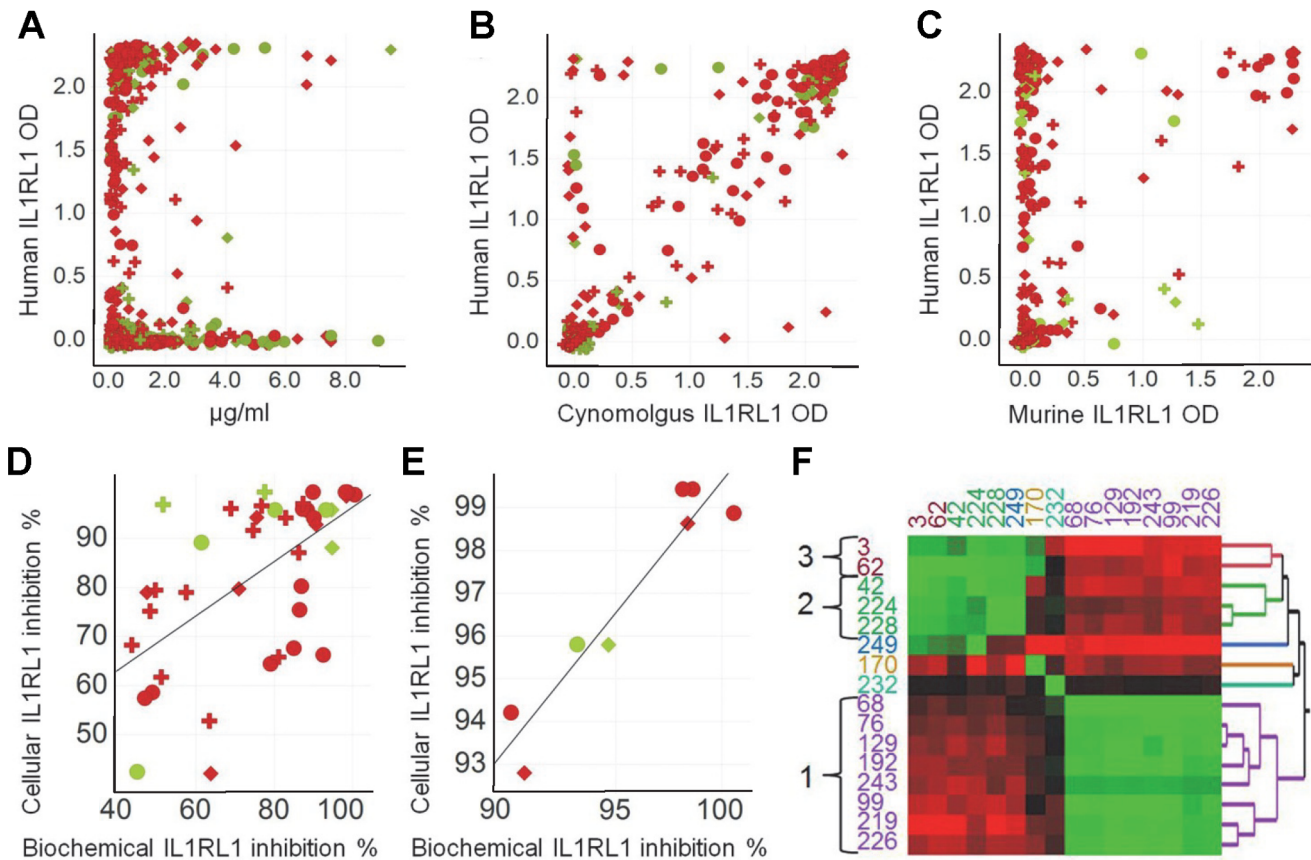 A
Human IL1RL1 OD
2.0
1.5
1.0
0.5
0.0
0.0 2.0 4.0 6.0 8.0
µg/ml
B
Human IL1RL1 OD
2.0
1.5
1.0
0.5
0.0
0.0 0.5 1.0 1.5 2.0
Cynomolgus IL1RL1 OD
C
Human IL1RL1 OD
2.0
1.5
1.0
0.5
0.0
0.0 0.5 1.0 1.5 2.0
Murine IL1RL1 OD
D
Cellular IL1RL1 inhibition %
90
80
70
60
50
40 60 80 100
Biochemical IL1RL1 inhibition %
E
Cellular IL1RL1 inhibition %
99
98
97
96
95
94
93
90 95 100
Biochemical IL1RL1 inhibition %
F
3 62 42 224 228 249 170 232 68 76 129 192 243 99 219 226
3
2
1
3
62
42
224
228
249
170
232
68
76
129
192
243
99
219
226